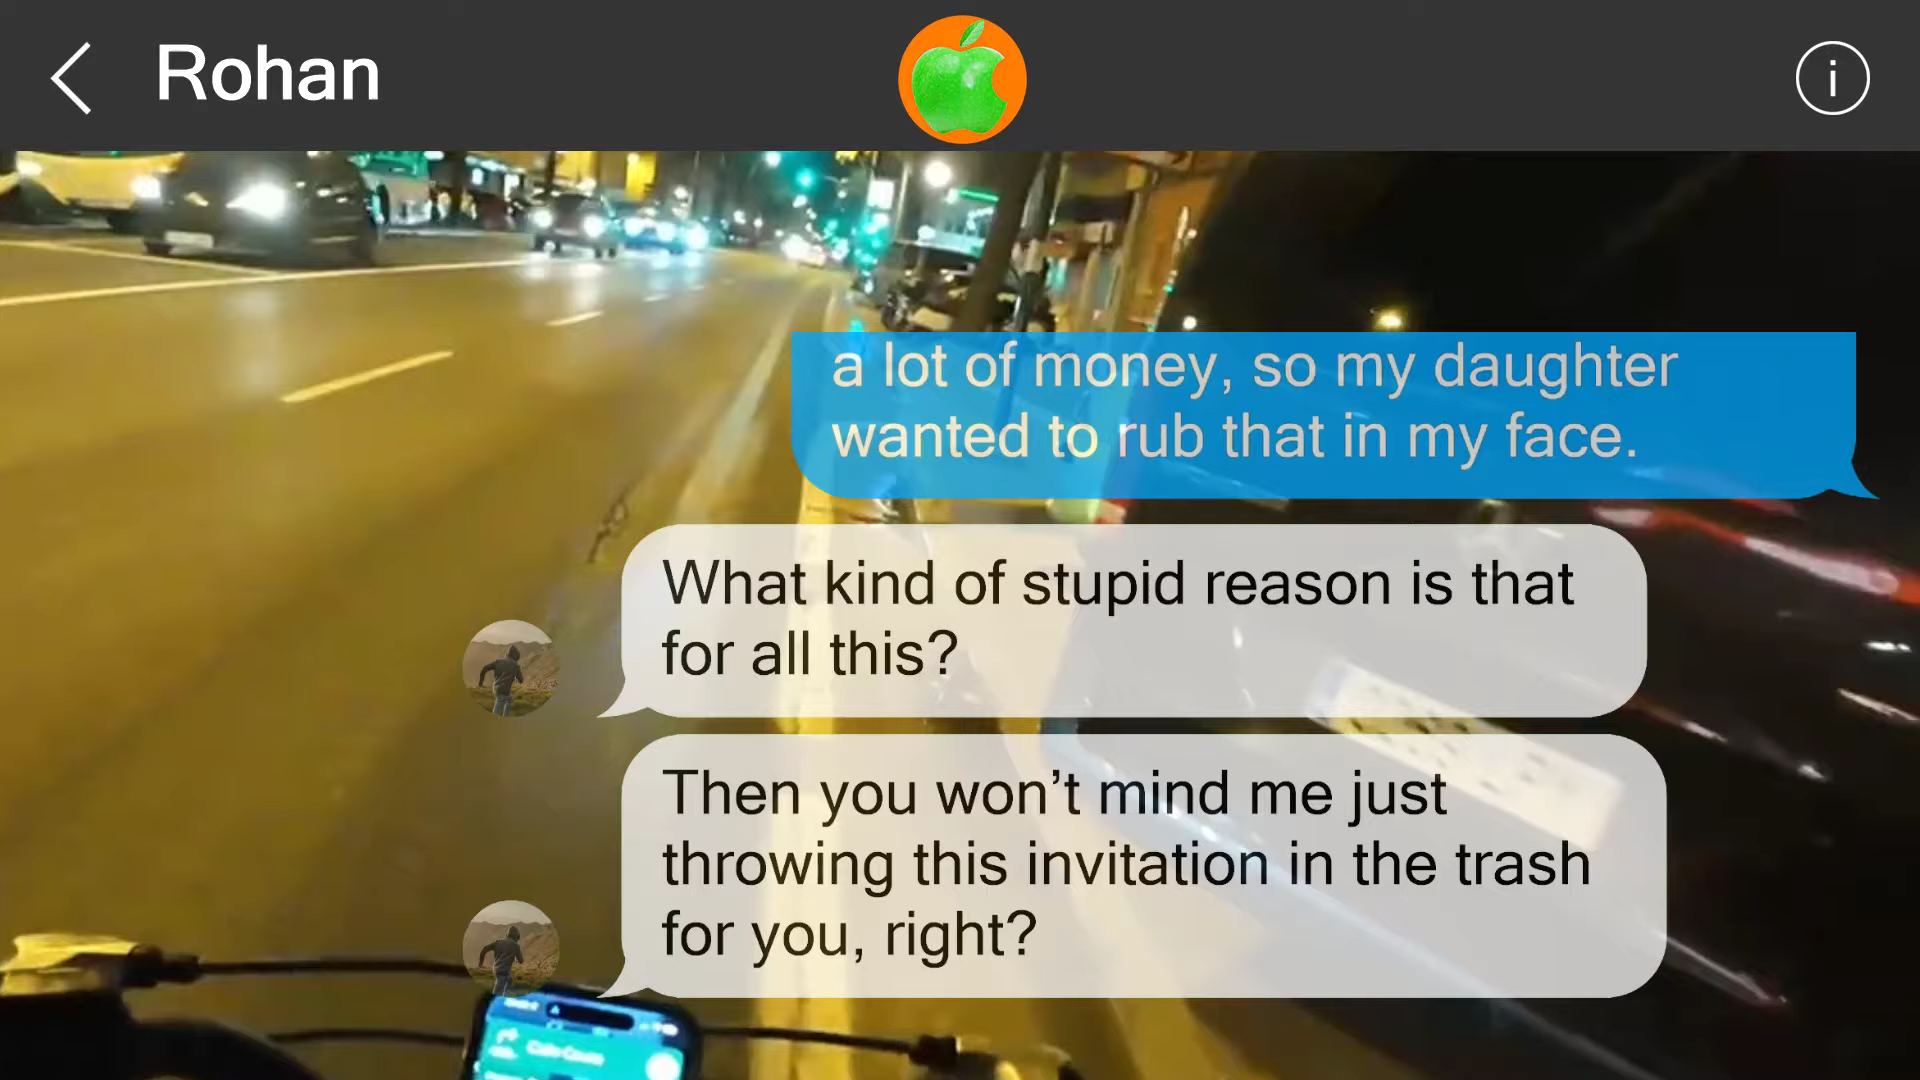 Rohan
i
a lot of money, so my daughter
wanted to rub that in my face.
What kind of stupid reason is that
for all this?
Then you won’t mind me just
throwing this invitation in the trash
for you, right?